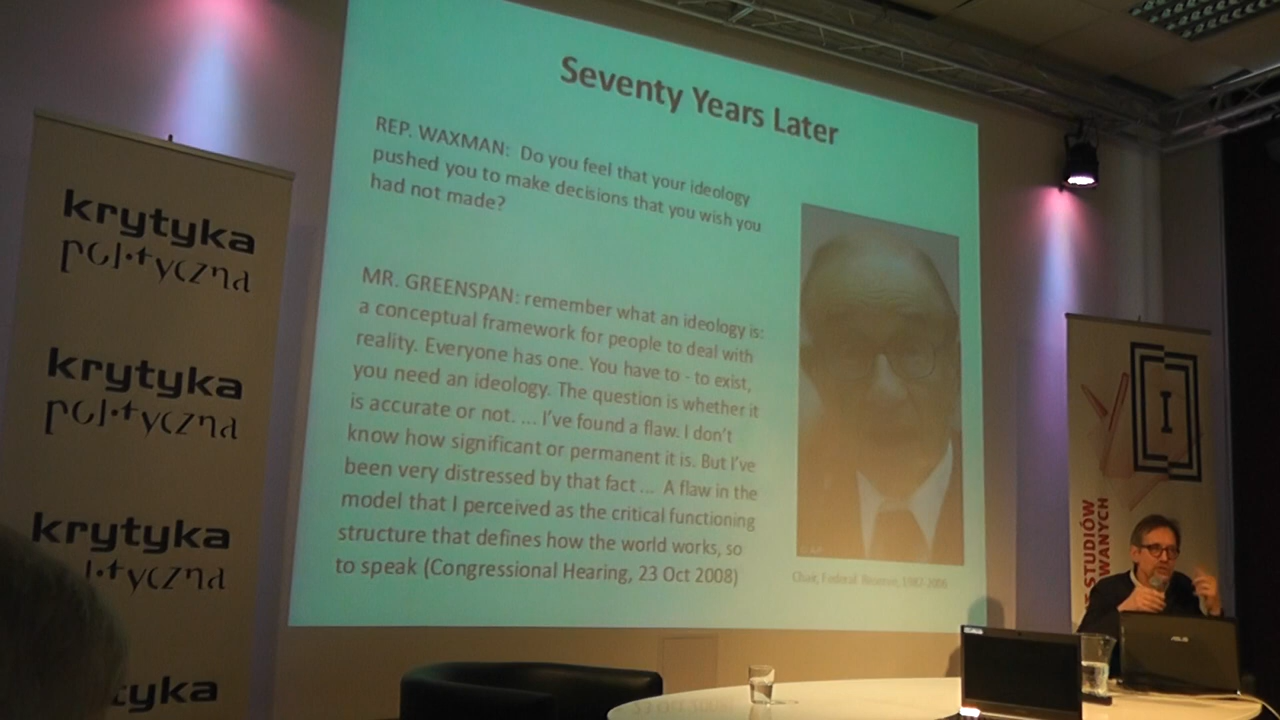 Seventy Years Later
REP. WAXMAN: Do you feel that your ideology
pushed you to make decisions that you wish you
had not made?
MR. GREENSPAN: remember what an ideology is:
a conceptual framework for people to deal with
reality. Everyone has one. You have to - to exist,
you need an ideology. The question is whether it
is accurate or not. ... I've found a flaw. I don't
know how significant or permanent it is. But I've
been very distressed by that fact ... A flaw in the
model that I perceived as the critical functioning
structure that defines how the world works, so
to speak (Congressional Hearing, 23 Oct 2008)
Chair, Federal Reserve, 1987-2006
krytyka
polityczna
krytyka
polityczna
krytyka
l·tyczna
tyka
I
STUDIÓW
WANYCH
ASUS